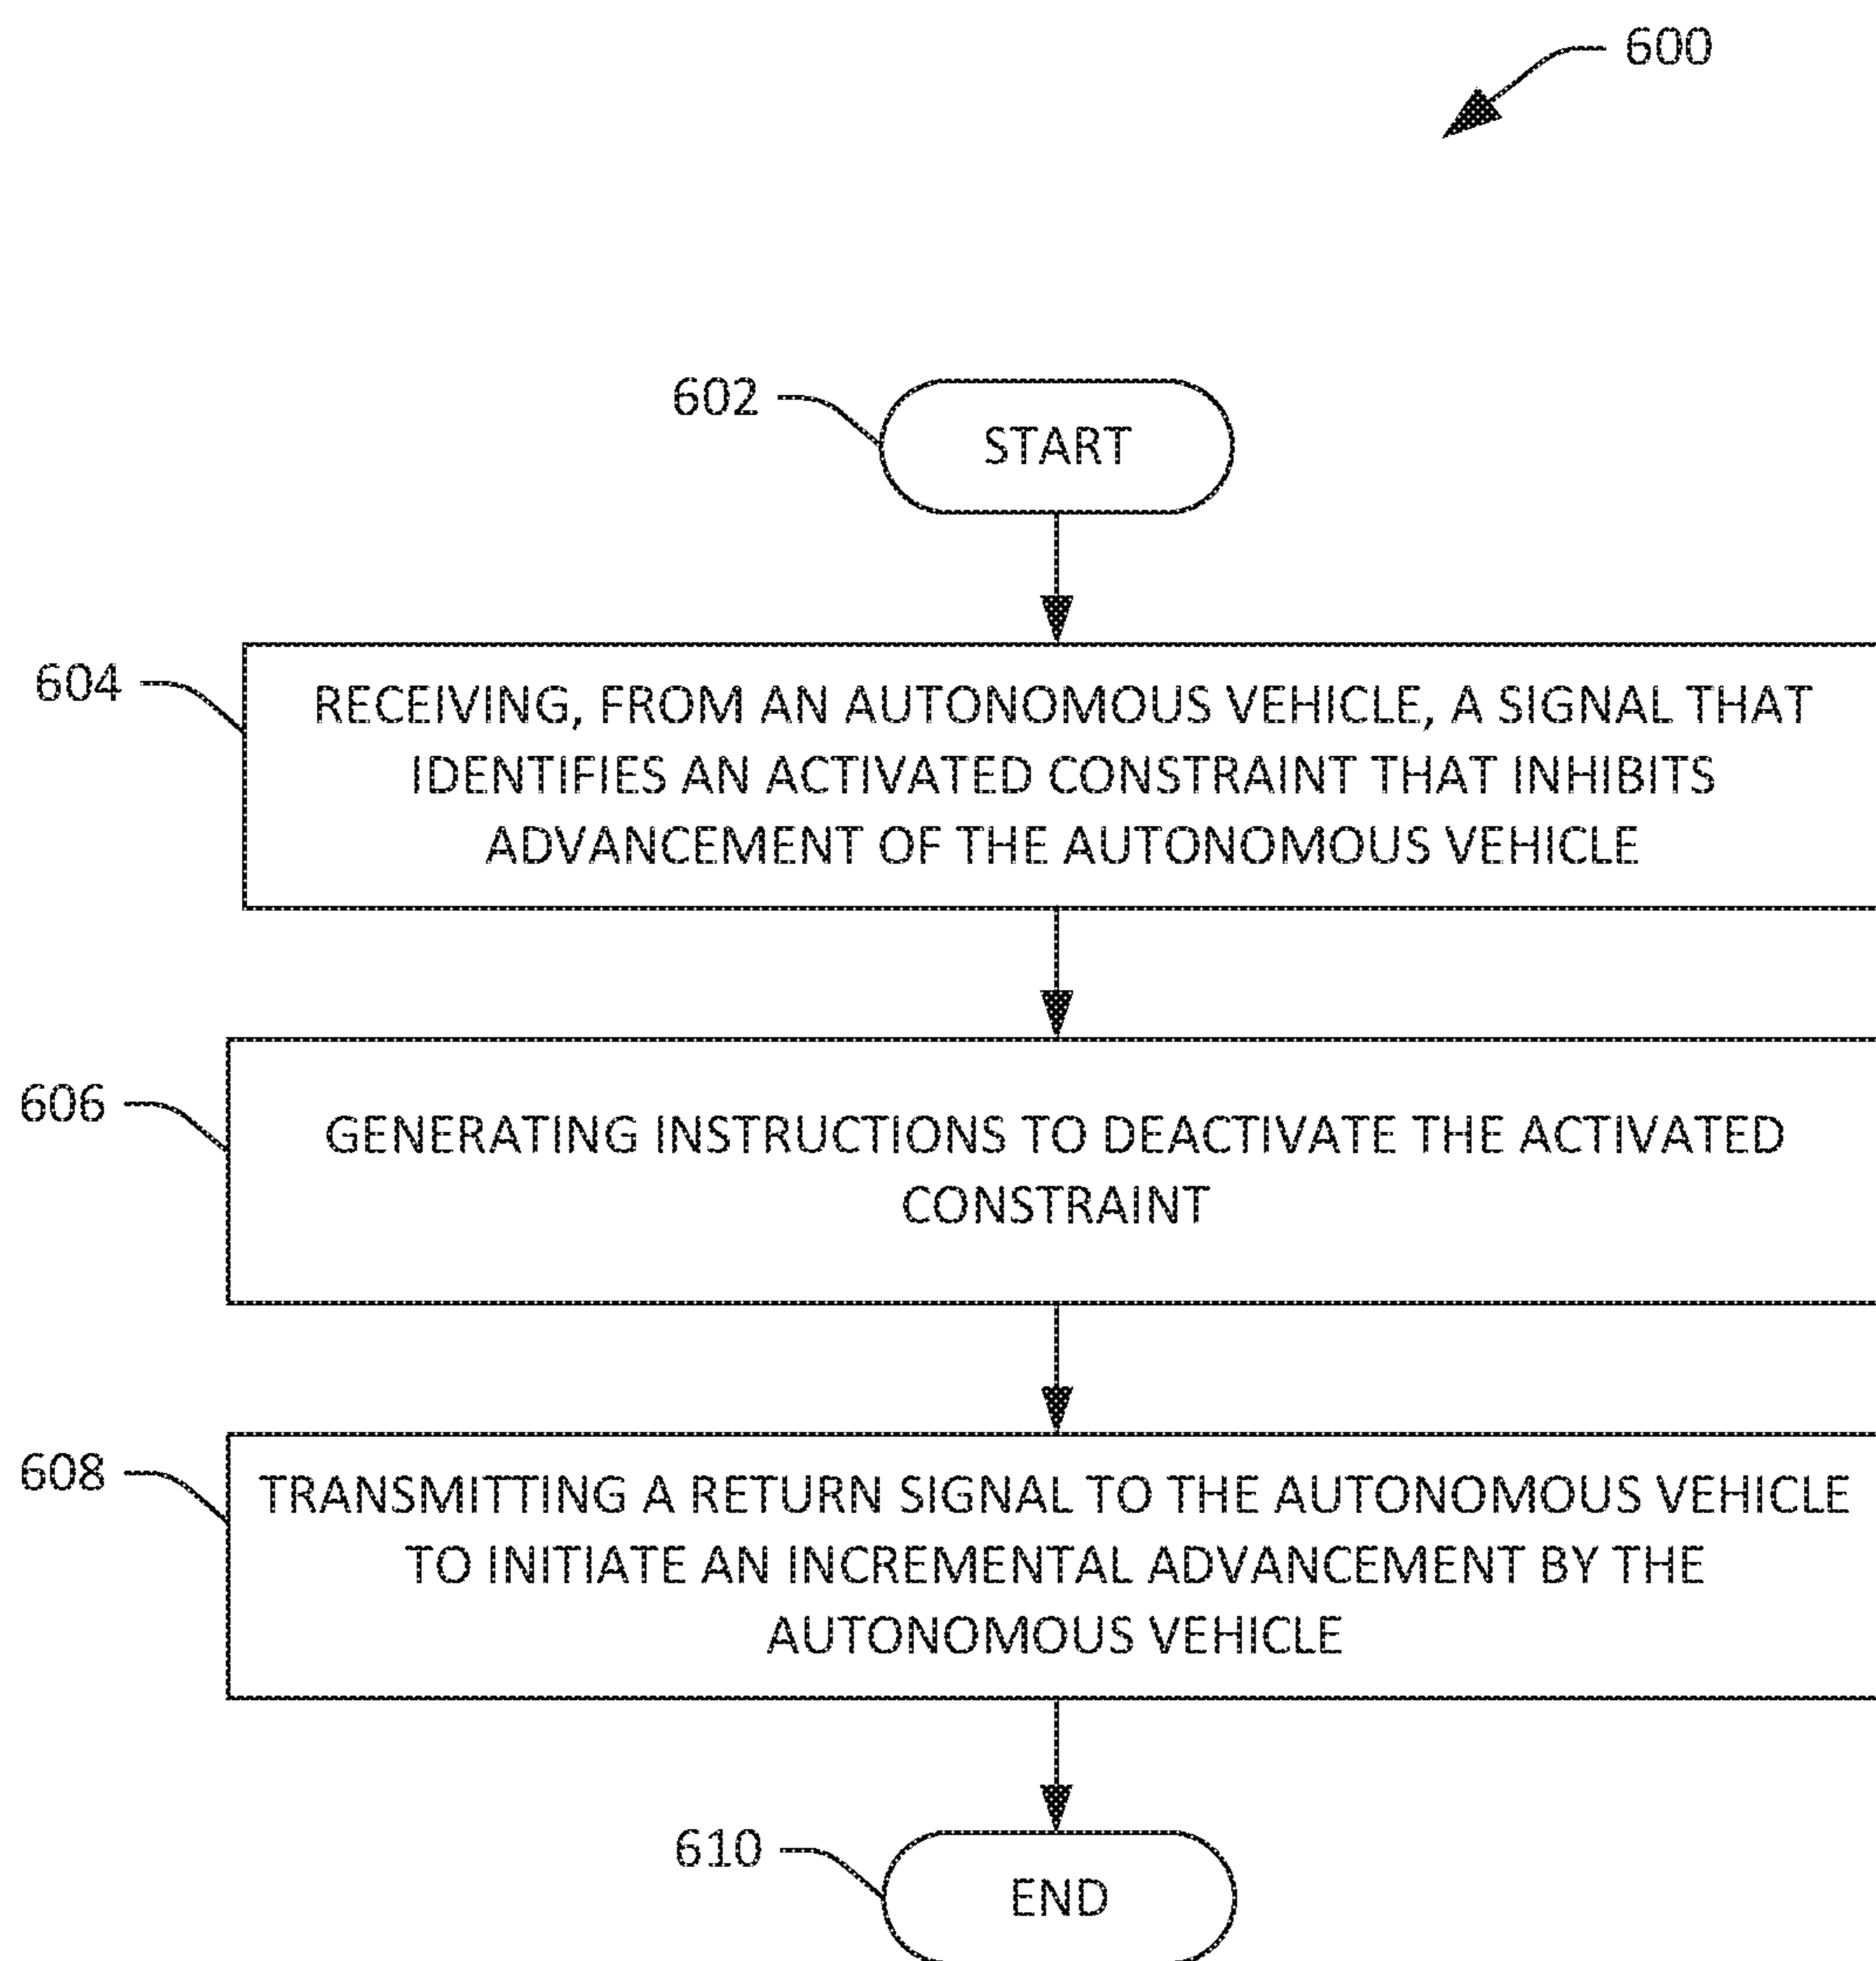 600
602
START
604
RECEIVING, FROM AN AUTONOMOUS VEHICLE, A SIGNAL THAT
IDENTIFIES AN ACTIVATED CONSTRAINT THAT INHIBITS
ADVANCEMENT OF THE AUTONOMOUS VEHICLE
606
GENERATING INSTRUCTIONS TO DEACTIVATE THE ACTIVATED
CONSTRAINT
608
TRANSMITTING A RETURN SIGNAL TO THE AUTONOMOUS VEHICLE
TO INITIATE AN INCREMENTAL ADVANCEMENT BY THE
AUTONOMOUS VEHICLE
610
END